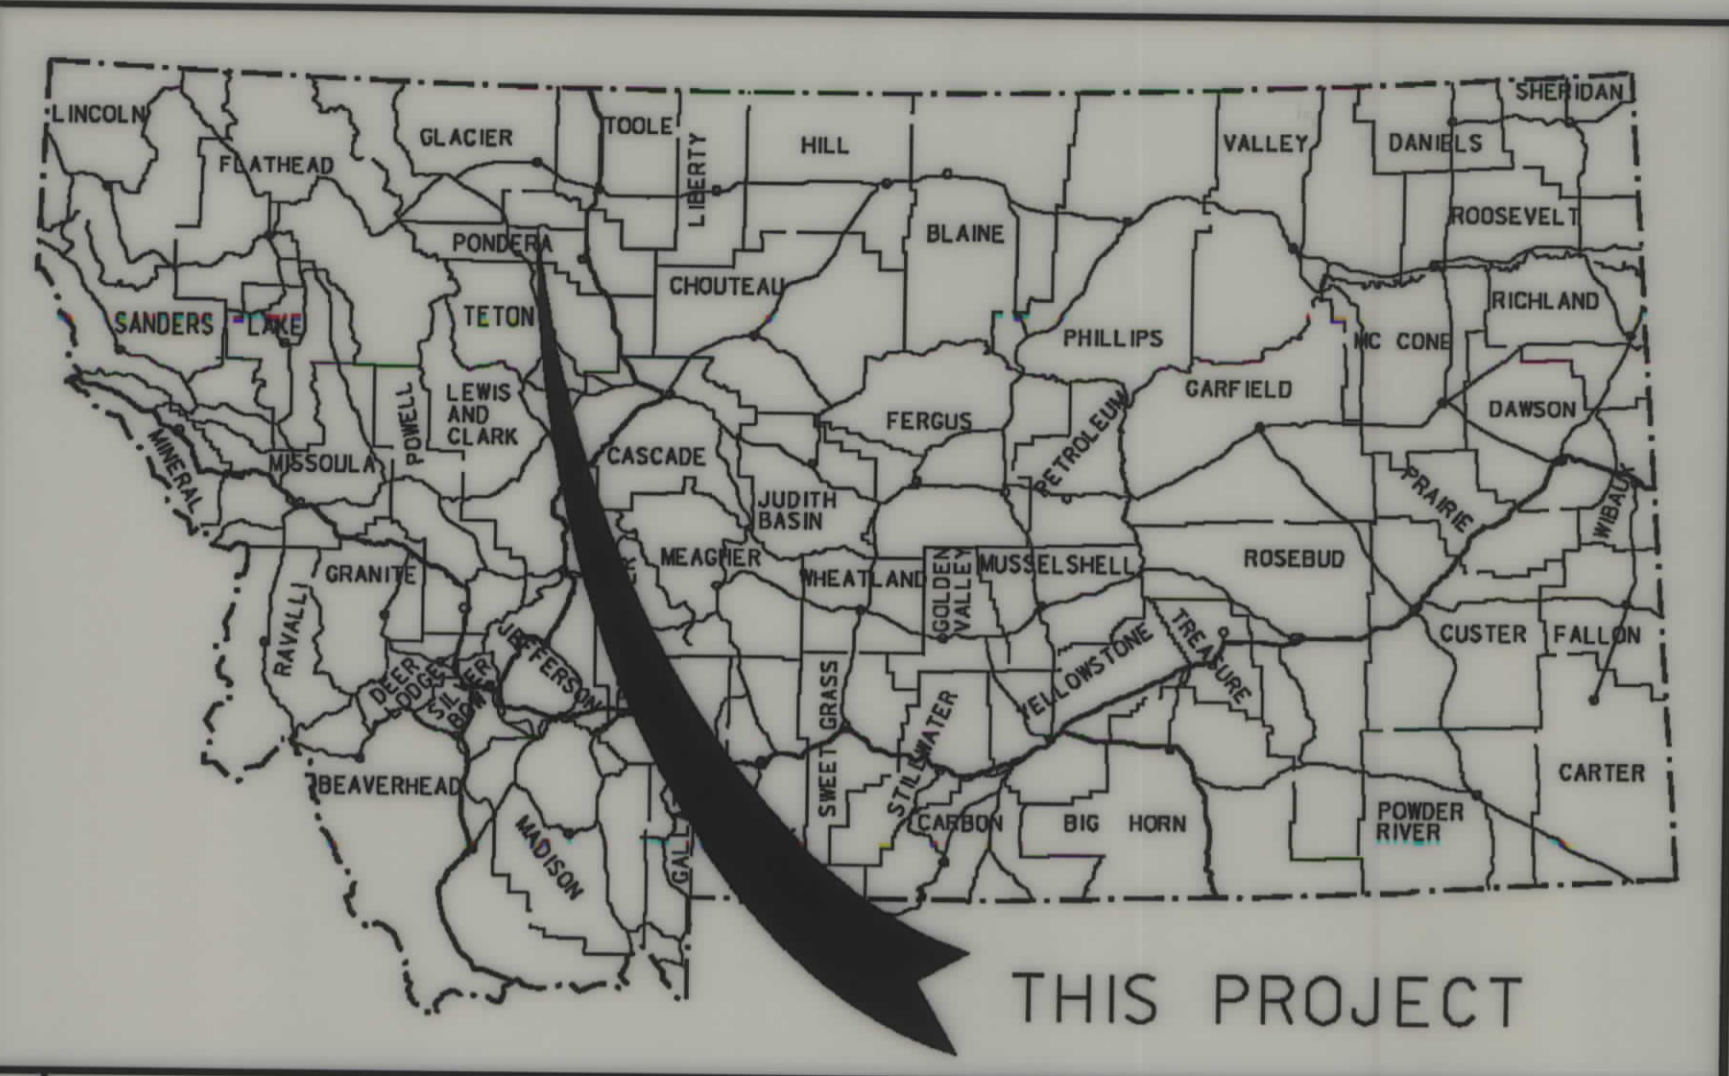 LINCOLN
FLATHEAD
GLACIER
TOOLE
LIBERTY
HILL
BLAINE
VALLEY
DANIELS
SHERIDAN
ROOSEVELT
PONDERA
CHOUTEAU
PHILLIPS
MC CONE
RICHLAND
SANDERS
LAKE
TETON
LEWIS
AND
CLARK
POWELL
FERGUS
PETROLEUM
GARFIELD
DAWSON
MINERAL
MISSOULA
CASCADE
JUDITH
BASIN
PRAIRIE
WIBAUX
GRANITE
MEAGHER
WHEATLAND
GOLDEN
VALLEY
MUSSELSHELL
ROSEBUD
RAVALLI
DEER
LODGE
SILVER
BOW
JEFFERSON
SWEET GRASS
STILLWATER
YELLOWSTONE
TREASURE
CUSTER
FALLON
BEAVERHEAD
MADISON
GAL
CARBON
BIG HORN
POWDER
RIVER
CARTER
THIS PROJECT